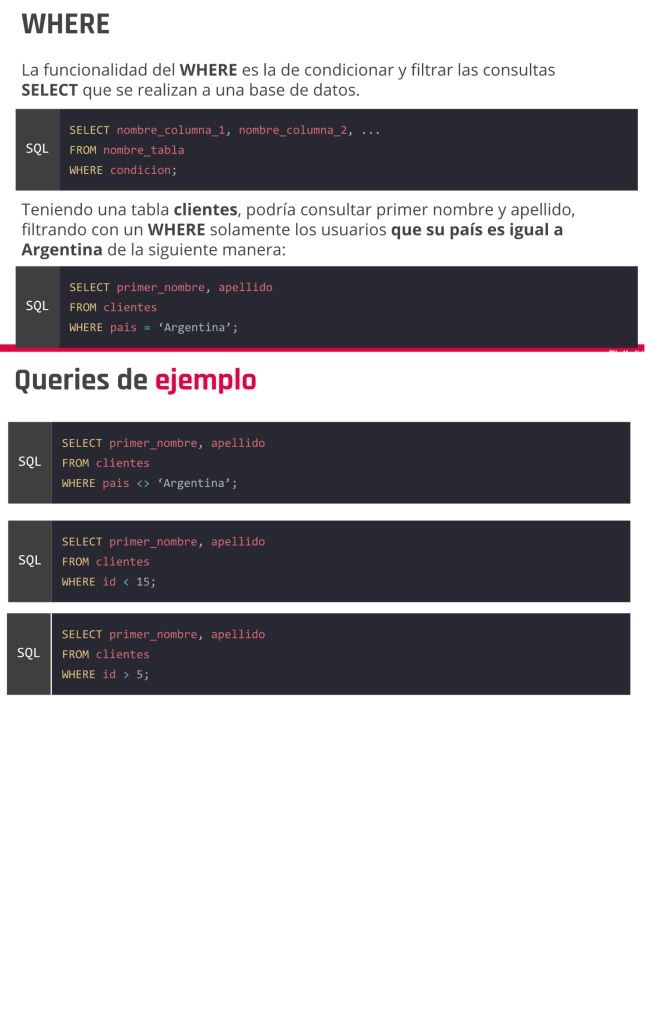 WHERE
La funcionalidad del WHERE es la de condicionar y filtrar las consultas
SELECT que se realizan a una base de datos.
SQL
SELECT nombre_columna_1, nombre_columna_2, ...
FROM nombre_tabla
WHERE condicion;
Teniendo una tabla clientes, podría consultar primer nombre y apellido,
filtrando con un WHERE solamente los usuarios que su país es igual a
Argentina de la siguiente manera:
SQL
SELECT primer_nombre, apellido
FROM clientes
WHERE pais = ‘Argentina’;
Queries de ejemplo
SQL
SELECT primer_nombre, apellido
FROM clientes
WHERE pais <> ‘Argentina’;
SQL
SELECT primer_nombre, apellido
FROM clientes
WHERE id < 15;
SQL
SELECT primer_nombre, apellido
FROM clientes
WHERE id > 5;